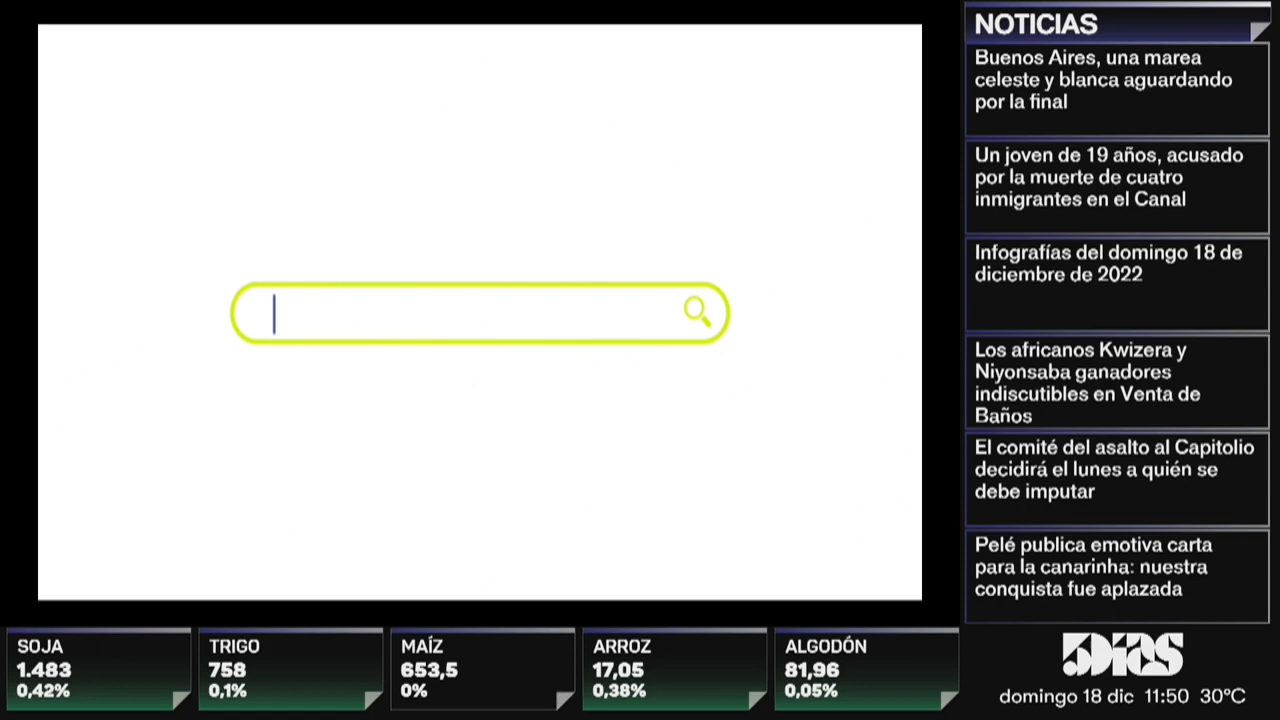 NOTICIAS
Buenos Aires, una marea
celeste y blanca aguardando
por la final
Un joven de 19 años, acusado
por la muerte de cuatro
inmigrantes en el Canal
Infografías del domingo 18 de
diciembre de 2022
Los africanos Kwizera y
Niyonsaba ganadores
indiscutibles en Venta de
Baños
El comité del asalto al Capitolio
decidirá el lunes a quién se
debe imputar
Pelé publica emotiva carta
para la canarinha: nuestra
conquista fue aplazada
SOJA
1.483
0,42%
TRIGO
758
0,1%
MAÍZ
653,5
0%
ARROZ
17,05
0,38%
ALGODÓN
81,96
0,05%
5DIAS
domingo 18 dic 11:50 30°C